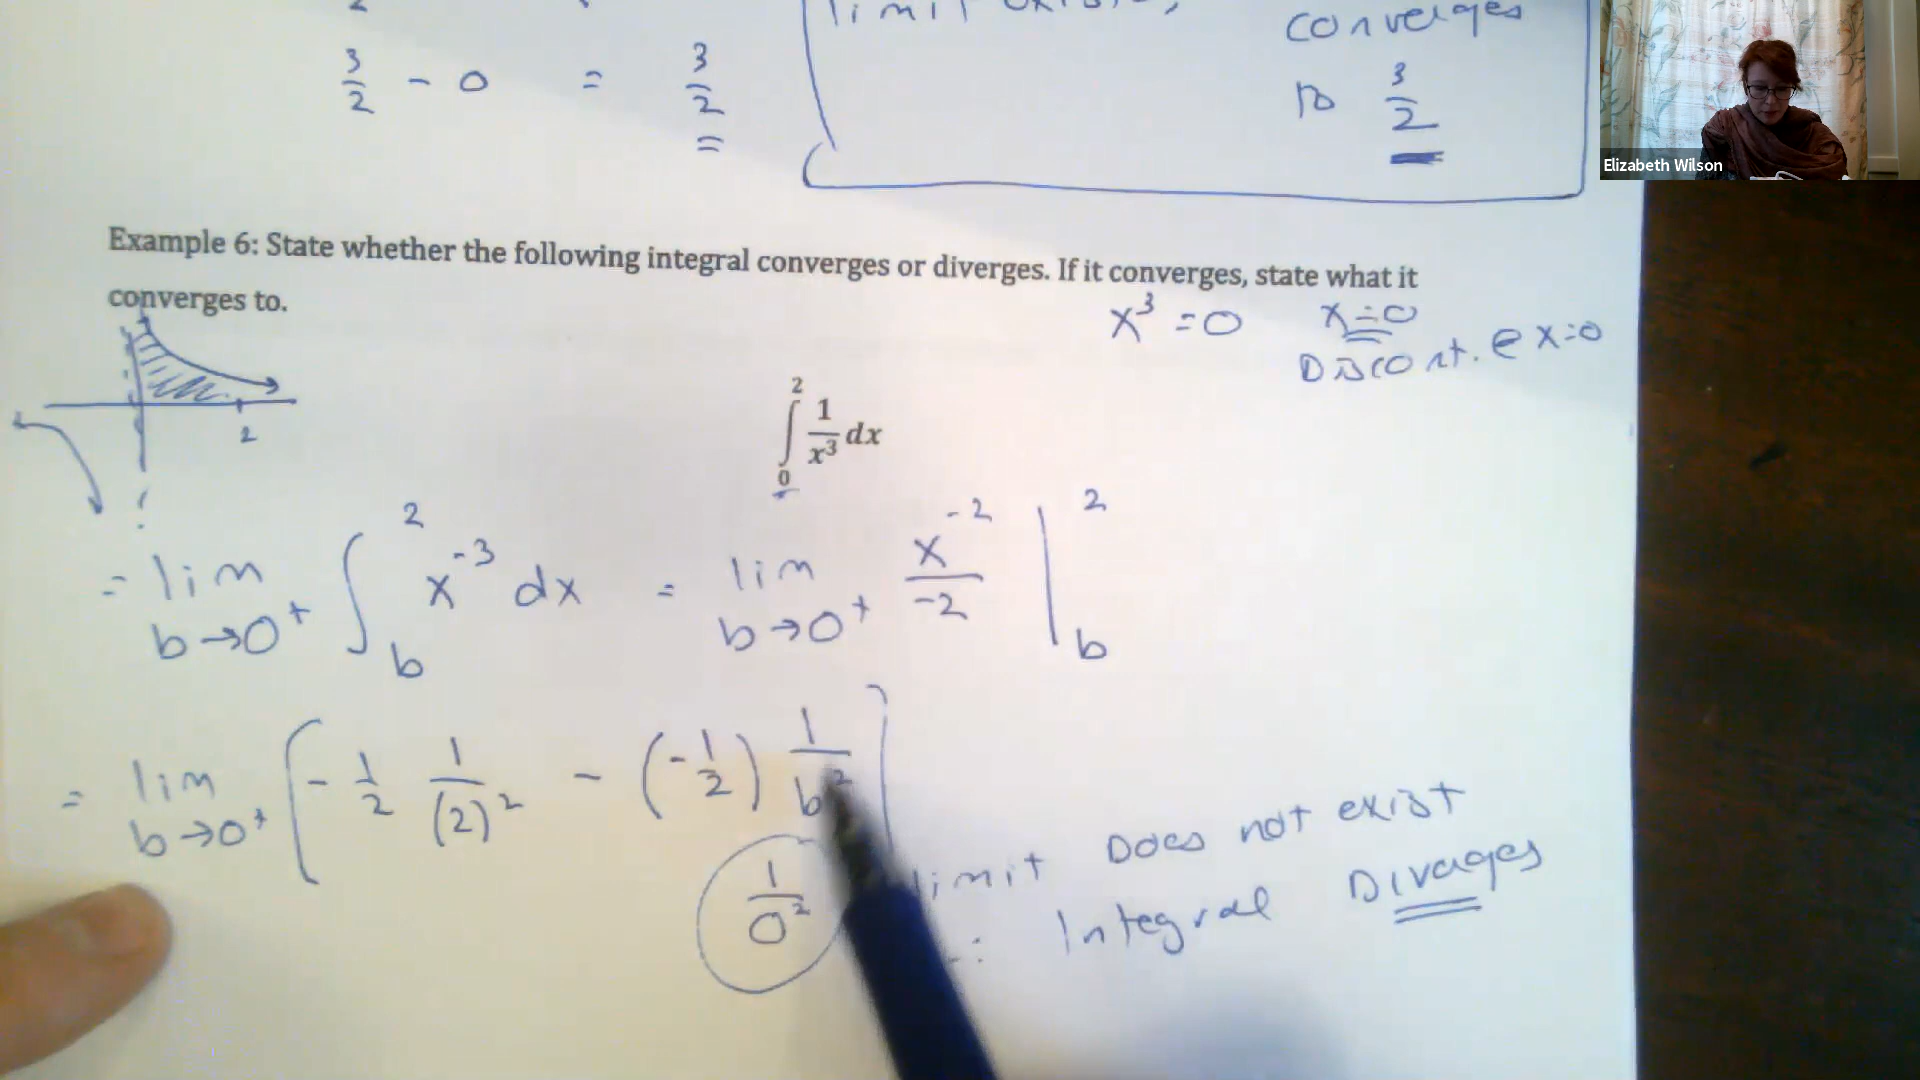 limit exists, converges
3/2 - 0 = 3/2
to 3/2
Elizabeth Wilson
Example 6: State whether the following integral converges or diverges. If it converges, state what it
converges to.
x³ = 0 x = 0
Discont. @ x=0
∫₀² 1/x³ dx
2
= lim b→0⁺ ∫_b² x⁻³ dx = lim b→0⁺ x⁻²/-2 |_b²
= lim b→0⁺ [ - 1/2 1/(2)² - (-1/2) 1/b² ]
1/0²
limit Does not exist
∴ Integral Diverges